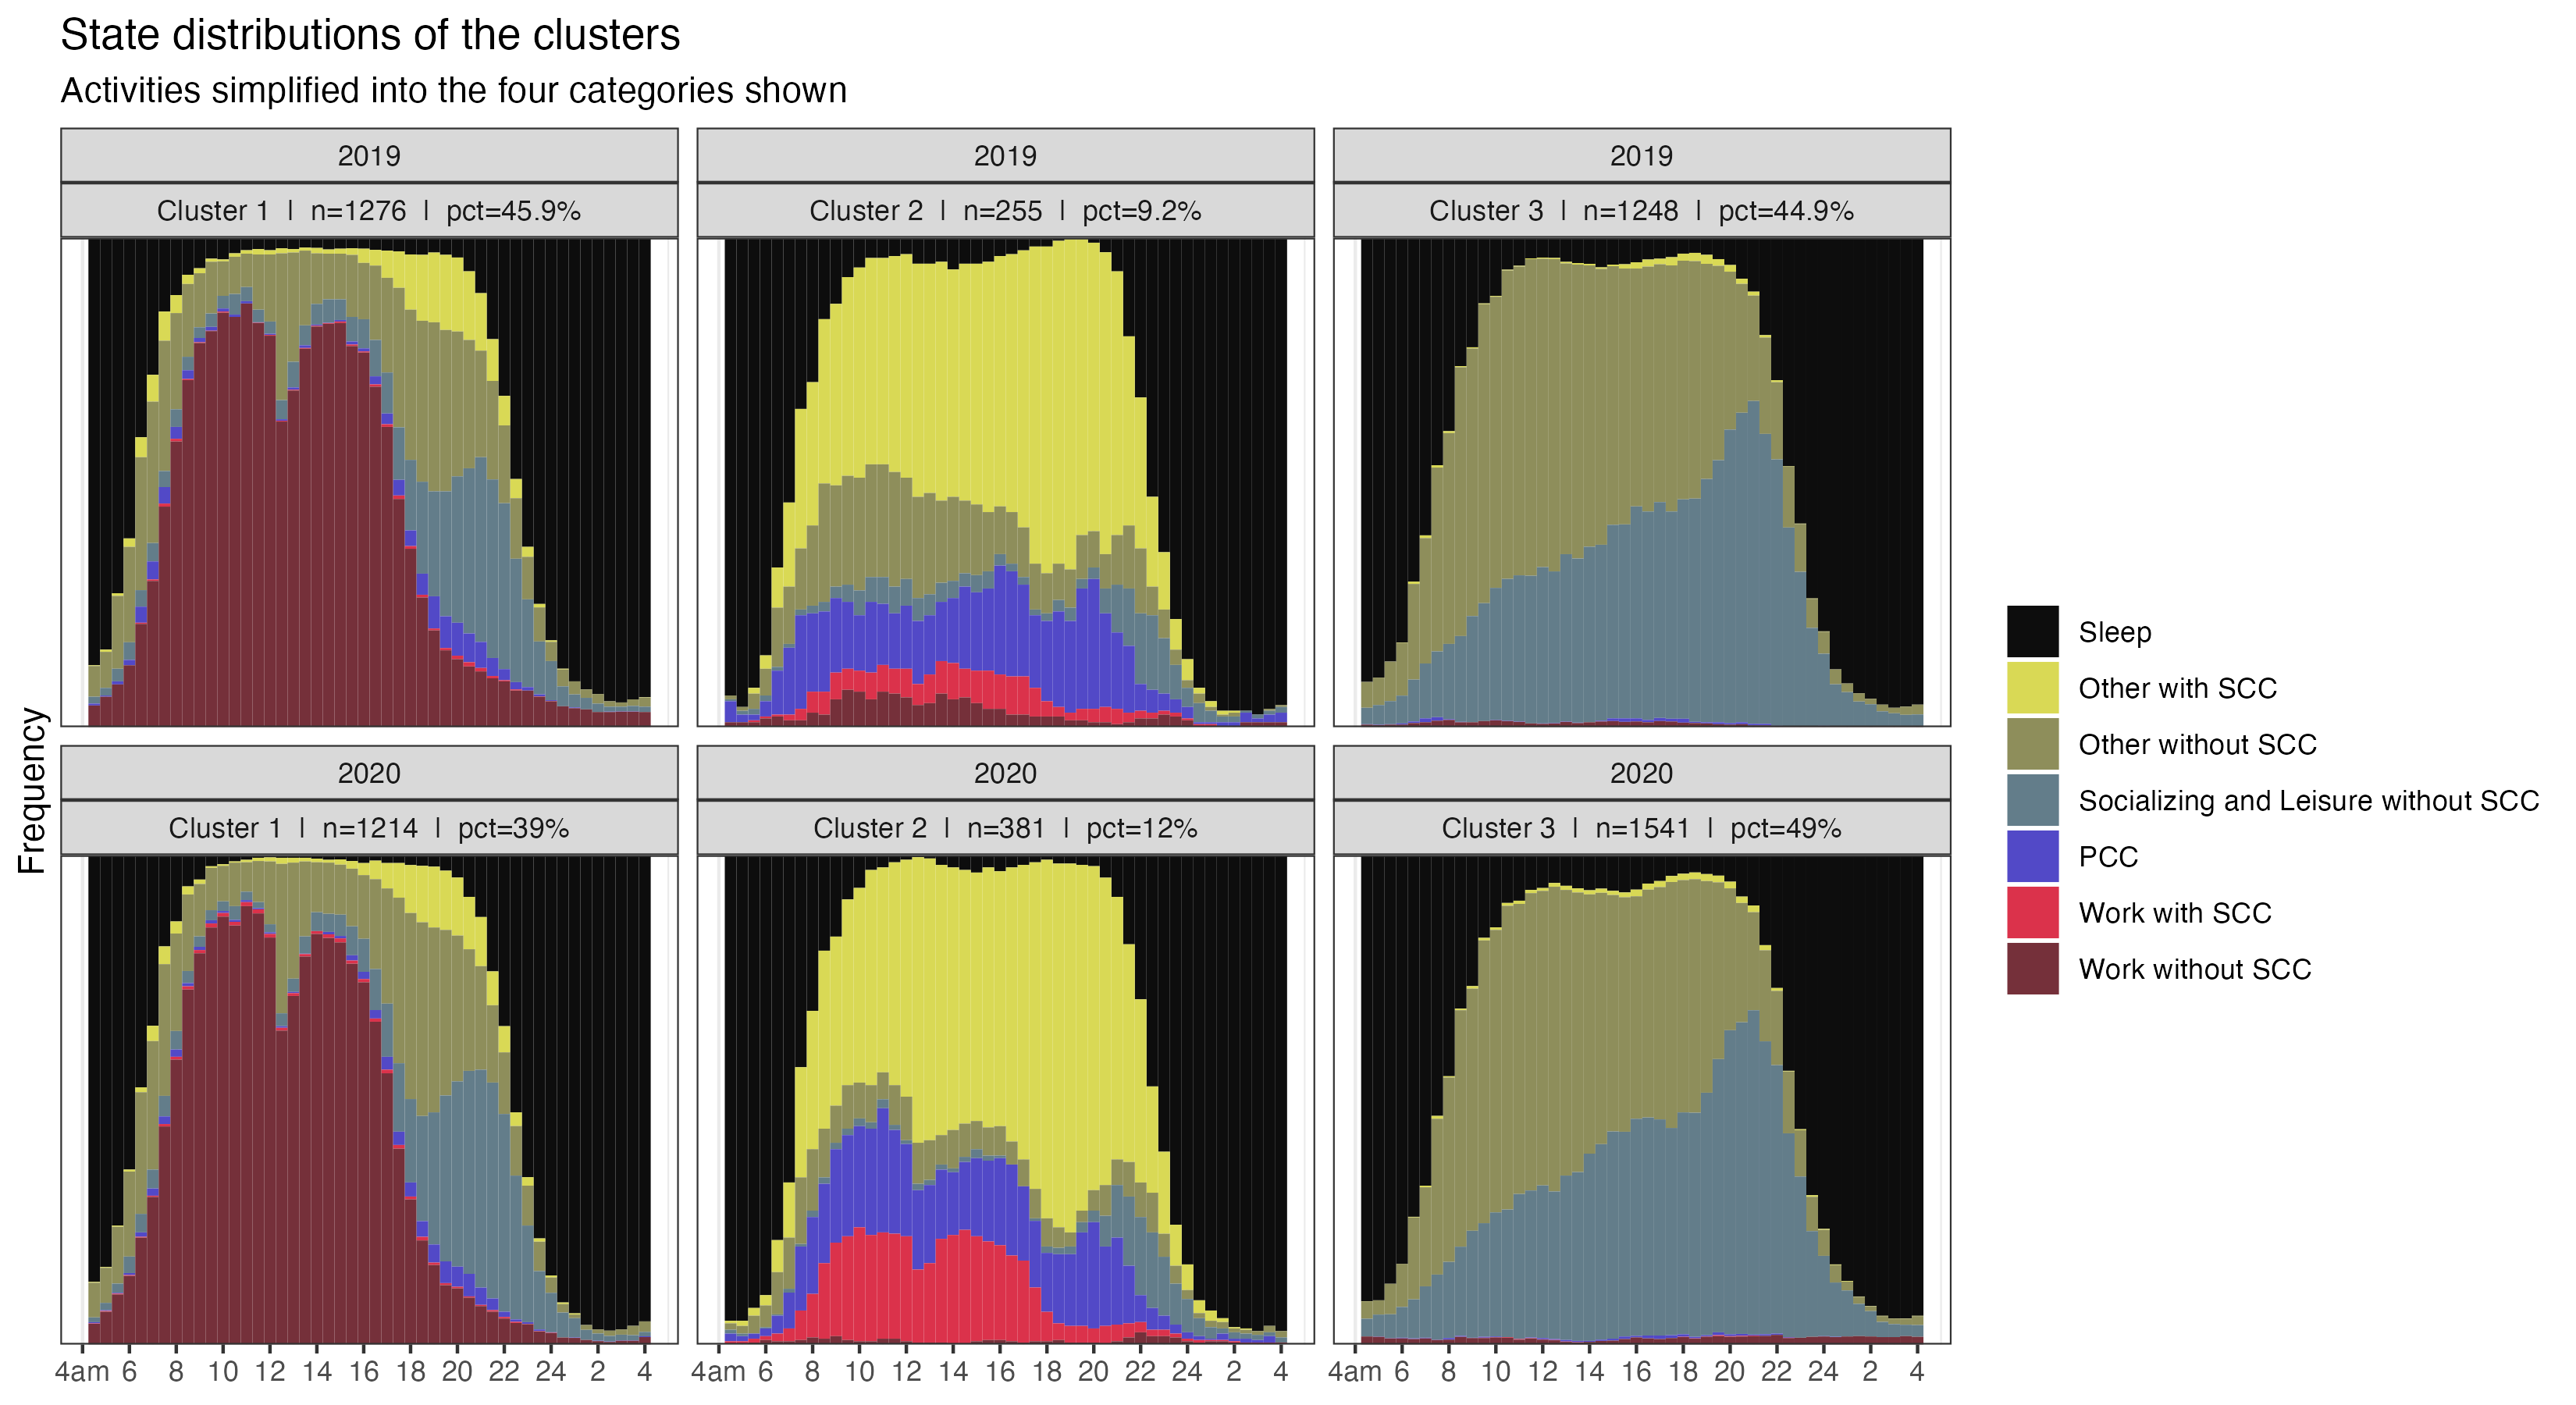 State distributions of the clusters
Activities simplified into the four categories shown
2019
2019
2019
Cluster 1 | n=1276 | pct=45.9%
Cluster 2 | n=255 | pct=9.2%
Cluster 3 | n=1248 | pct=44.9%
2020
2020
2020
Cluster 1 | n=1214 | pct=39%
Cluster 2 | n=381 | pct=12%
Cluster 3 | n=1541 | pct=49%
Frequency
4am 6 8 10 12 14 16 18 20 22 24 2 4
4am 6 8 10 12 14 16 18 20 22 24 2 4
4am 6 8 10 12 14 16 18 20 22 24 2 4
Sleep
Other with SCC
Other without SCC
Socializing and Leisure without SCC
PCC
Work with SCC
Work without SCC